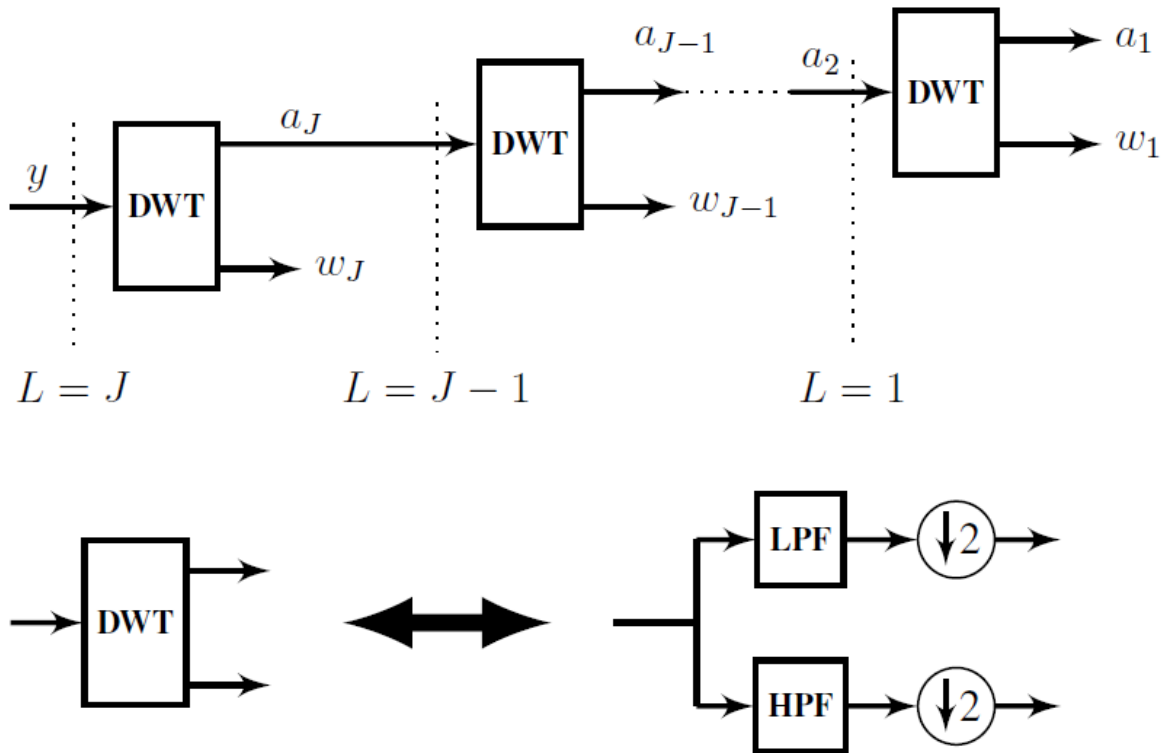 a_{J-1}
a_2
a_1
DWT
a_J
DWT
w_1
y
DWT
w_{J-1}
w_J
L = J
L = J − 1
L = 1
LPF
↓2
DWT
HPF
↓2